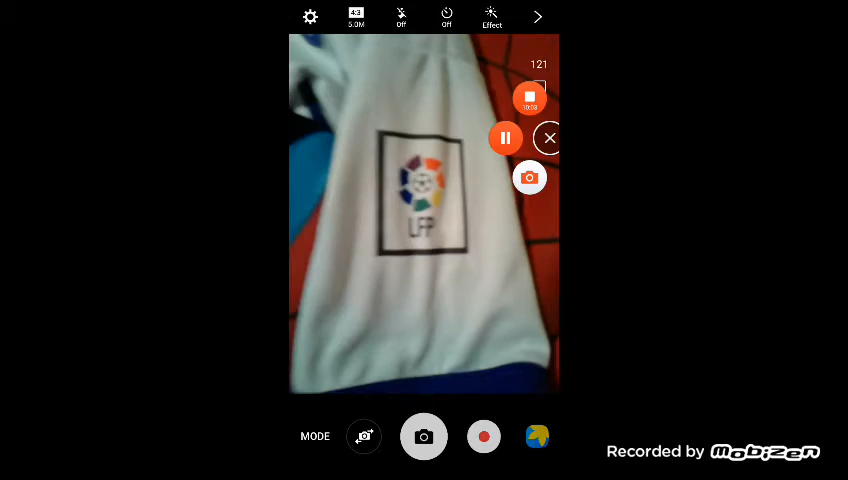 4:3
5.0M
Off
Off
Effect
121
LFP
MODE
Recorded by mobizen